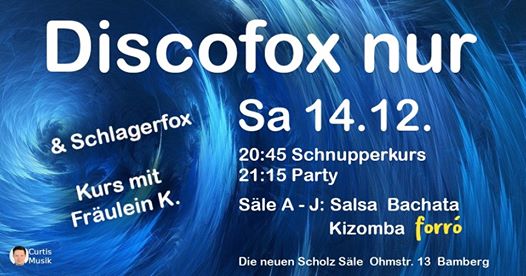 Discofox nur
& Schlagerfox
Kurs mit
Fräulein K.
Sa 14.12.
20:45 Schnupperkurs
21:15 Party
Säle A - J: Salsa Bachata
Kizomba forró
Curtis
Musik
Die neuen Scholz Säle Ohmstr. 13 Bamberg